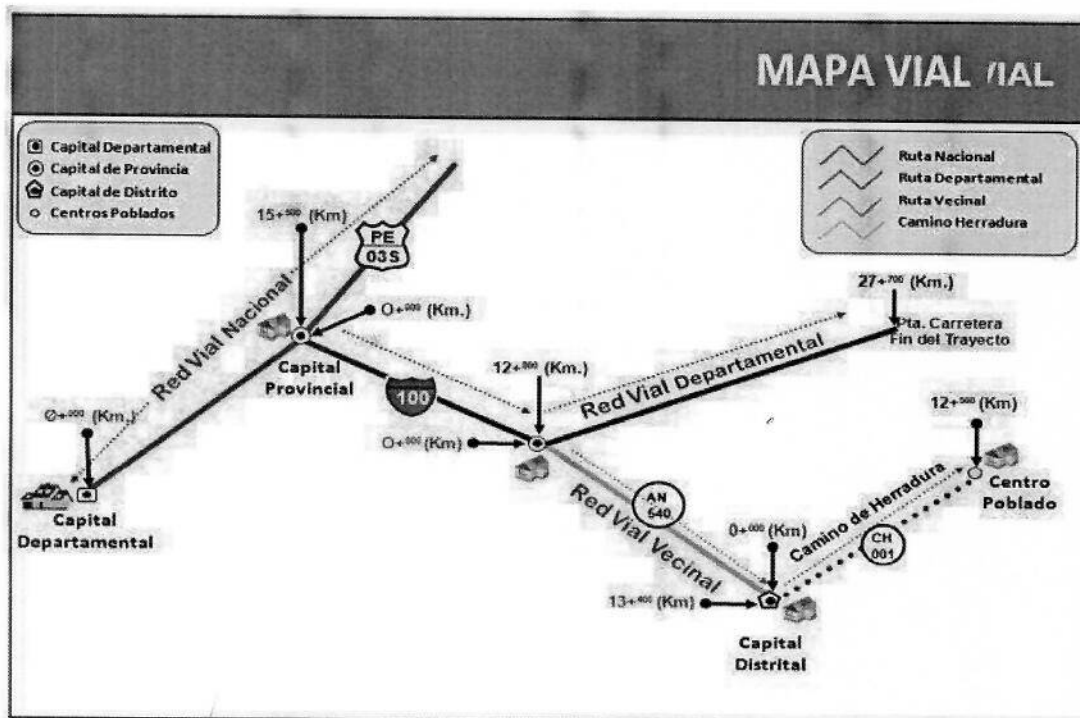 MAPA VIAL /IAL
Capital Departamental
Capital de Provincia
Capital de Distrito
Centros Poblados
Ruta Nacional
Ruta Departamental
Ruta Vecinal
Camino Herradura
15+500 (Km)
PE
03S
Red Vial Nacional
0+000 (Km.)
27+700 (Km.)
Pta. Carretera
Fin del Trayecto
Capital
Provincial
100
12+800 (Km.)
Red Vial Departamental
0+000 (Km.)
0+000 (Km)
12+500 (Km)
Capital
Departamental
AN
540
Red Vial Vecinal
0+000 (Km)
Camino de Herradura
CH
001
Centro
Poblado
13+400 (Km)
Capital
Distrital